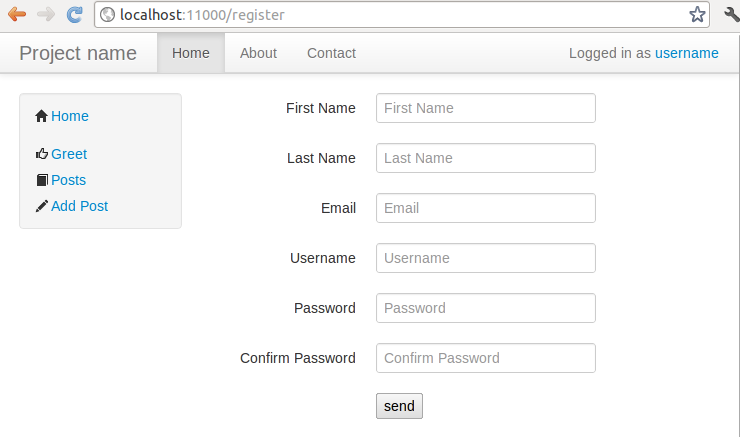 localhost:11000/register
Project name Home About Contact Logged in as username
Home
Greet
Posts
Add Post
First Name First Name
Last Name Last Name
Email Email
Username Username
Password Password
Confirm Password Confirm Password
send